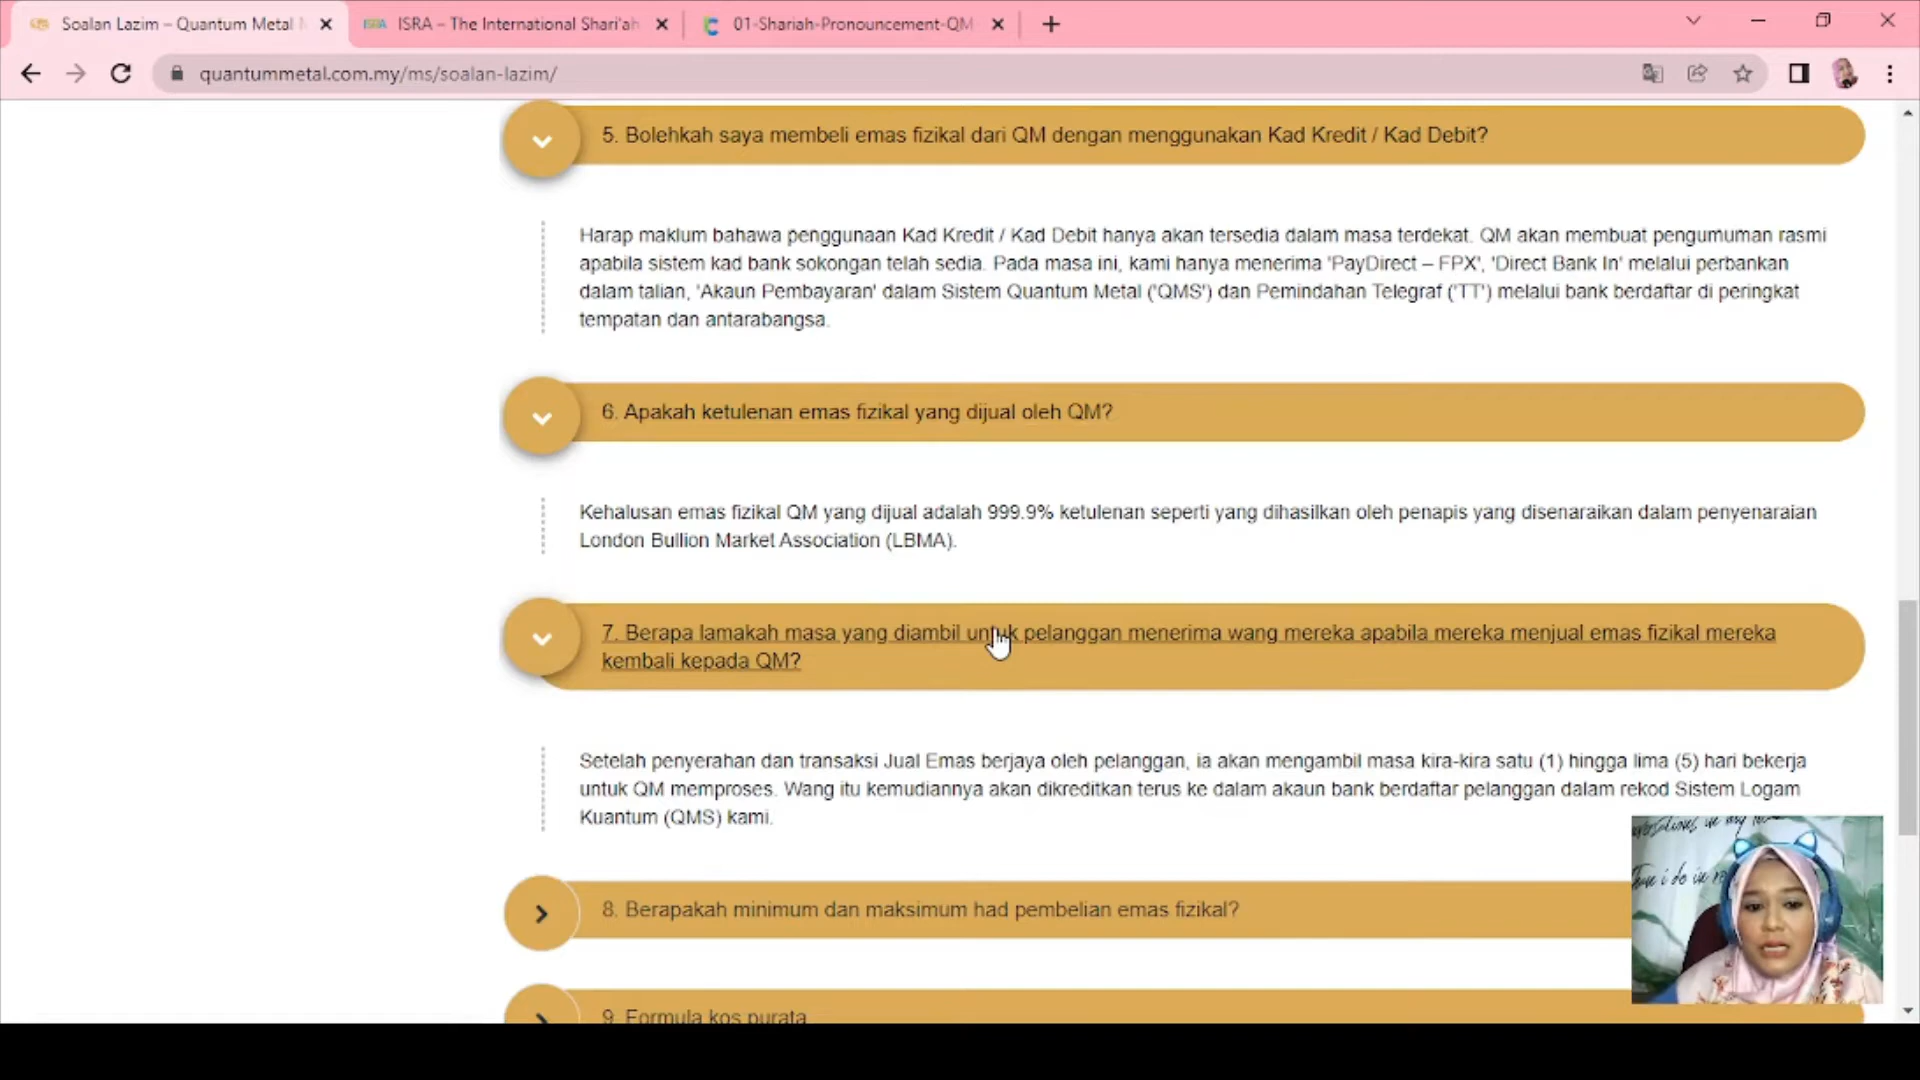 Soalan Lazim – Quantum Metal
ISRA – The International Shari'ah
01-Shariah-Pronouncement-QM
quantummetal.com.my/ms/soalan-lazim/
5. Bolehkah saya membeli emas fizikal dari QM dengan menggunakan Kad Kredit / Kad Debit?
Harap maklum bahawa penggunaan Kad Kredit / Kad Debit hanya akan tersedia dalam masa terdekat. QM akan membuat pengumuman rasmi
apabila sistem kad bank sokongan telah sedia. Pada masa ini, kami hanya menerima 'PayDirect – FPX', 'Direct Bank In' melalui perbankan
dalam talian, 'Akaun Pembayaran' dalam Sistem Quantum Metal ('QMS') dan Pemindahan Telegraf ('TT') melalui bank berdaftar di peringkat
tempatan dan antarabangsa.
6. Apakah ketulenan emas fizikal yang dijual oleh QM?
Kehalusan emas fizikal QM yang dijual adalah 999.9% ketulenan seperti yang dihasilkan oleh penapis yang disenaraikan dalam penyenaraian
London Bullion Market Association (LBMA).
7. Berapa lamakah masa yang diambil untuk pelanggan menerima wang mereka apabila mereka menjual emas fizikal mereka
kembali kepada QM?
Setelah penyerahan dan transaksi Jual Emas berjaya oleh pelanggan, ia akan mengambil masa kira-kira satu (1) hingga lima (5) hari bekerja
untuk QM memproses. Wang itu kemudiannya akan dikreditkan terus ke dalam akaun bank berdaftar pelanggan dalam rekod Sistem Logam
Kuantum (QMS) kami.
8. Berapakah minimum dan maksimum had pembelian emas fizikal?
9. Formula kos purata